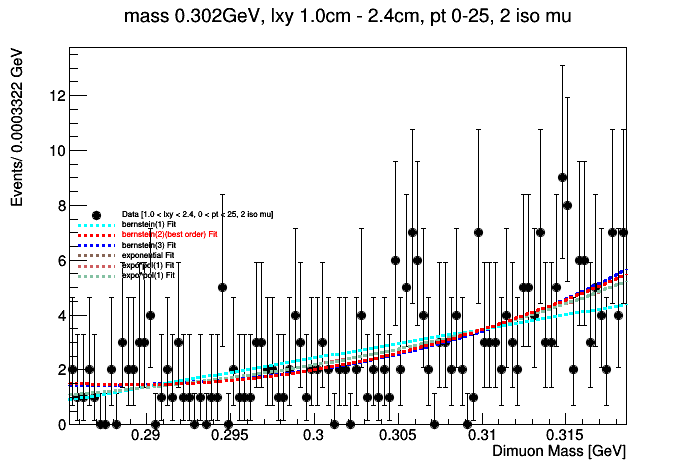 mass 0.302GeV, lxy 1.0cm - 2.4cm, pt 0-25, 2 iso mu
Events/ 0.0003322 GeV
12
10
8
Data [1.0 < lxy < 2.4, 0 < pt < 25, 2 iso mu]
bernstein(1) Fit
bernstein(2)(best order) Fit
bernstein(3) Fit
6
exponential Fit
expo*pol(1) Fit
expo*pol(1) Fit
4
2
0
0.29 0.295 0.3 0.305 0.31 0.315
Dimuon Mass [GeV]